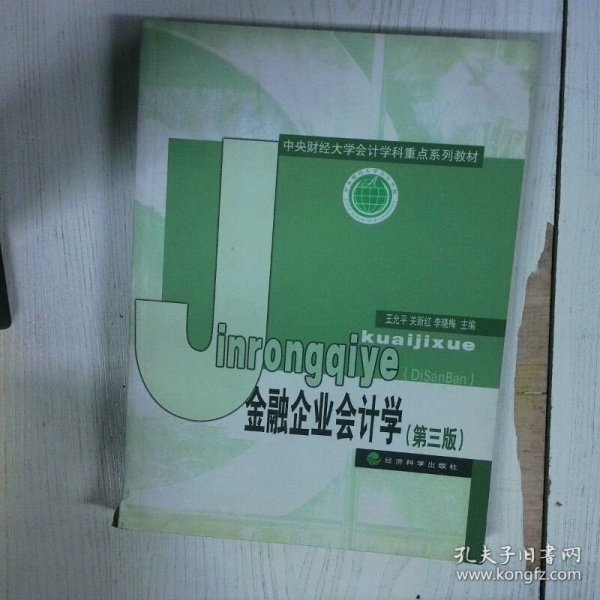 中央财经大学会计学科重点系列教材
王允平 关新红 李晓梅 主编
kuaijixue
Jinrongqiye
(DiSanBan)
金融企业会计学(第三版)
经济科学出版社
孔夫子旧书网
www.kongfz.com